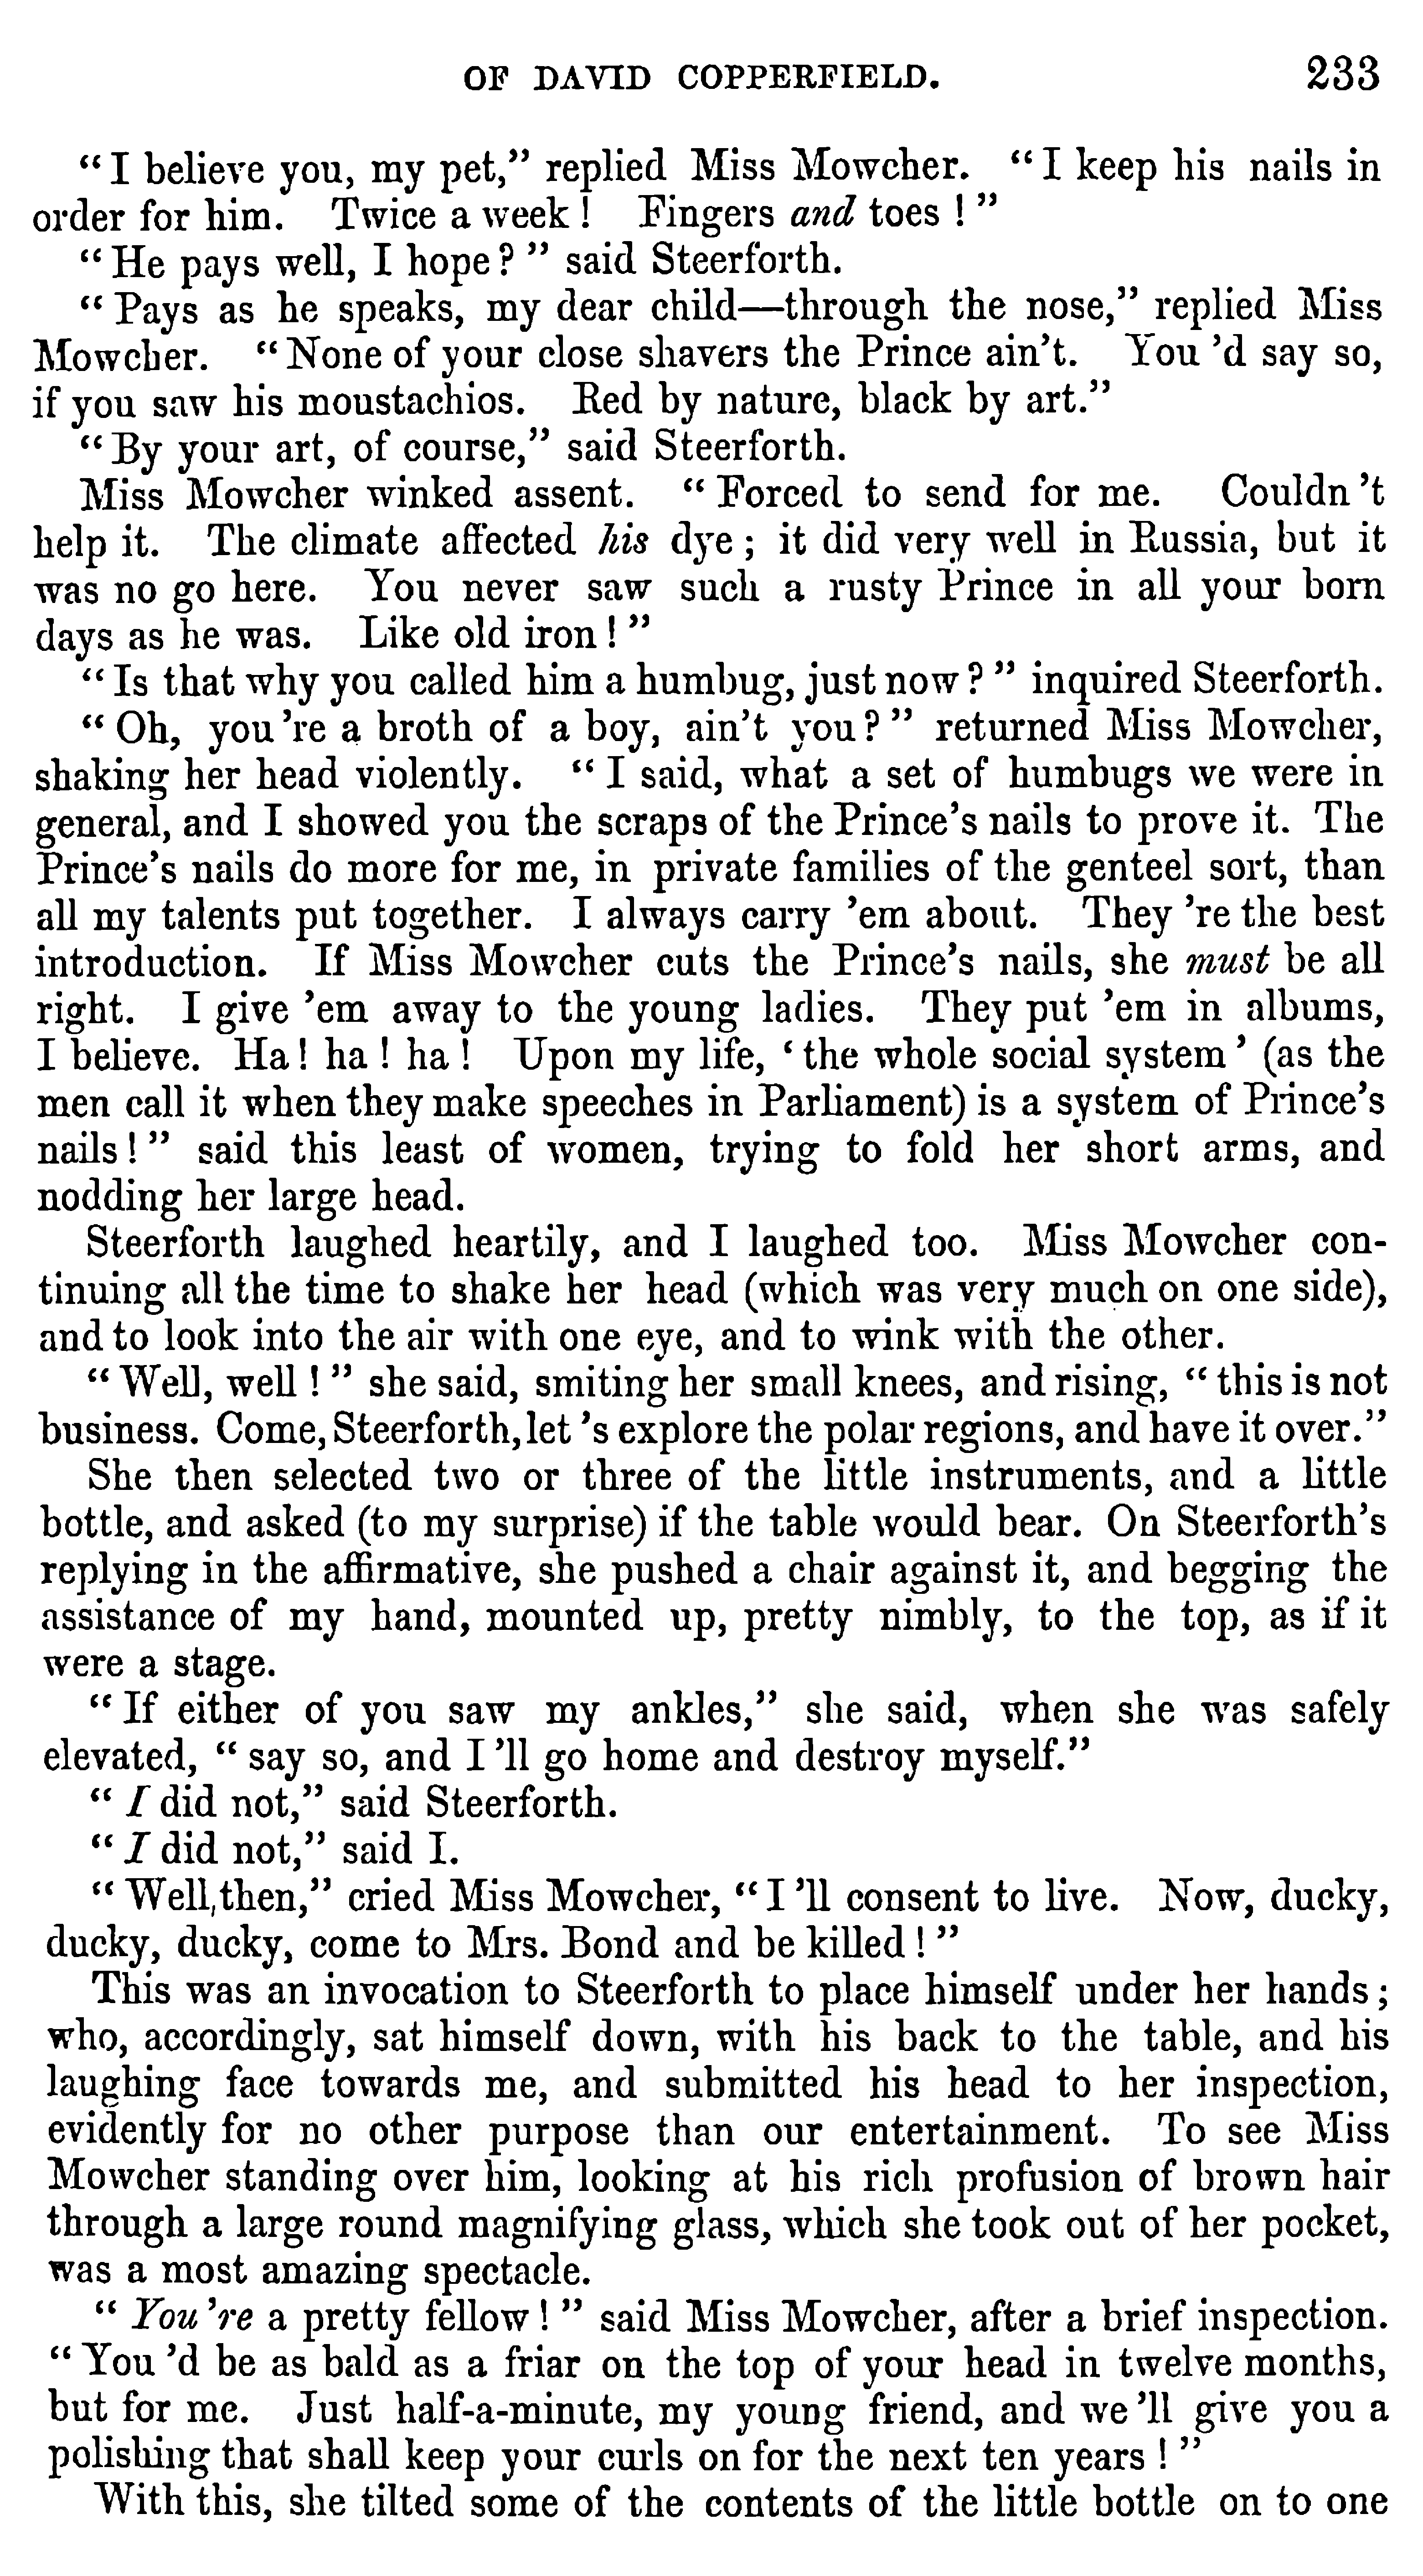 OF DAVID COPPERFIELD. 233
“I believe you, my pet,” replied Miss Mowcher. “I keep his nails in
order for him. Twice a week! Fingers and toes!”
“He pays well, I hope?” said Steerforth.
“Pays as he speaks, my dear child—through the nose,” replied Miss
Mowcher. “None of your close shavers the Prince ain't. You 'd say so,
if you saw his moustachios. Red by nature, black by art.”
“By your art, of course,” said Steerforth.
Miss Mowcher winked assent. “Forced to send for me. Couldn 't
help it. The climate affected his dye; it did very well in Russia, but it
was no go here. You never saw such a rusty Prince in all your born
days as he was. Like old iron!”
“Is that why you called him a humbug, just now?” inquired Steerforth.
“Oh, you 're a broth of a boy, ain't you?” returned Miss Mowcher,
shaking her head violently. “I said, what a set of humbugs we were in
general, and I showed you the scraps of the Prince's nails to prove it. The
Prince's nails do more for me, in private families of the genteel sort, than
all my talents put together. I always carry 'em about. They 're the best
introduction. If Miss Mowcher cuts the Prince's nails, she must be all
right. I give 'em away to the young ladies. They put 'em in albums,
I believe. Ha! ha! ha! Upon my life, ‘the whole social system’ (as the
men call it when they make speeches in Parliament) is a system of Prince's
nails!” said this least of women, trying to fold her short arms, and
nodding her large head.
Steerforth laughed heartily, and I laughed too. Miss Mowcher con-
tinuing all the time to shake her head (which was very much on one side),
and to look into the air with one eye, and to wink with the other.
“Well, well!” she said, smiting her small knees, and rising, “this is not
business. Come, Steerforth, let 's explore the polar regions, and have it over.”
She then selected two or three of the little instruments, and a little
bottle, and asked (to my surprise) if the table would bear. On Steerforth's
replying in the affirmative, she pushed a chair against it, and begging the
assistance of my hand, mounted up, pretty nimbly, to the top, as if it
were a stage.
“If either of you saw my ankles,” she said, when she was safely
elevated, “say so, and I 'll go home and destroy myself.”
“I did not,” said Steerforth.
“I did not,” said I.
“Well, then,” cried Miss Mowcher, “I 'll consent to live. Now, ducky,
ducky, ducky, come to Mrs. Bond and be killed!”
This was an invocation to Steerforth to place himself under her hands;
who, accordingly, sat himself down, with his back to the table, and his
laughing face towards me, and submitted his head to her inspection,
evidently for no other purpose than our entertainment. To see Miss
Mowcher standing over him, looking at his rich profusion of brown hair
through a large round magnifying glass, which she took out of her pocket,
was a most amazing spectacle.
“You 're a pretty fellow!” said Miss Mowcher, after a brief inspection.
“You 'd be as bald as a friar on the top of your head in twelve months,
but for me. Just half-a-minute, my young friend, and we 'll give you a
polishing that shall keep your curls on for the next ten years!”
With this, she tilted some of the contents of the little bottle on to one